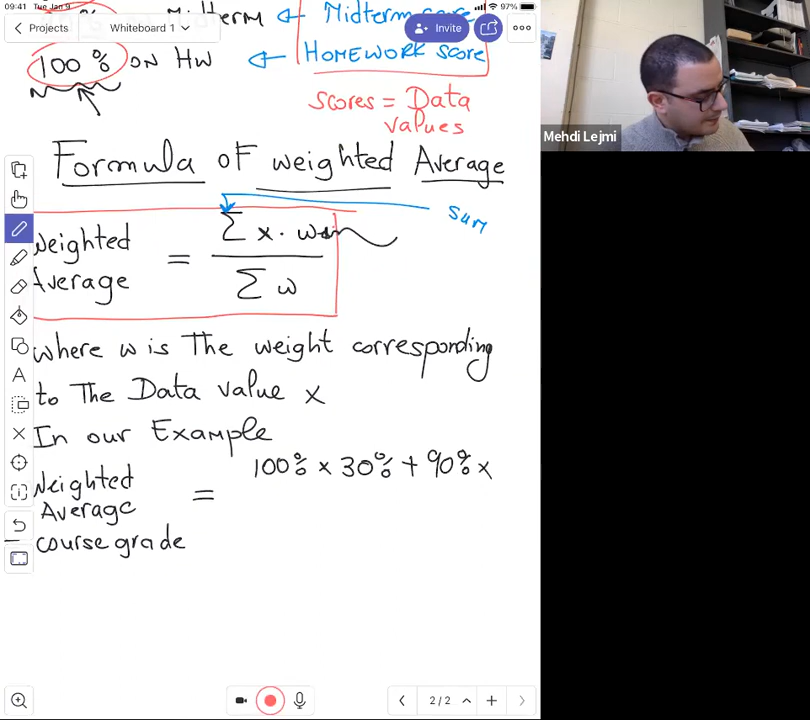 09:41 Tue Jan 9 97%
Midterm ← Midterm score
Projects Whiteboard 1 Invite
100 % ON HW ← HOMEWORK score
scores = Data
values
Mehdi Lejmi
Formula of weighted Average
sum
Weighted
Average = Σ x · w / Σ w
where w is The weight corresponding
to The Data value x
In our Example
100% × 30% + 90% ×
Weighted
Average =
course grade
2/2